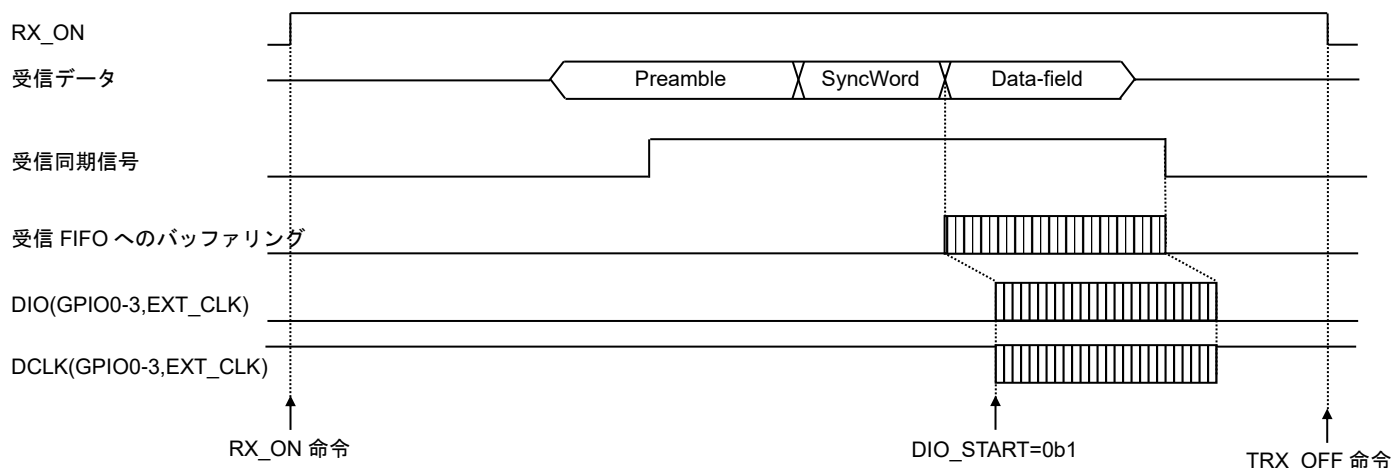 RX_ON
受信データ
Preamble
SyncWord
Data-field
受信同期信号
受信 FIFO へのバッファリング
DIO(GPIO0-3,EXT_CLK)
DCLK(GPIO0-3,EXT_CLK)
RX_ON 命令
DIO_START=0b1
TRX_OFF 命令